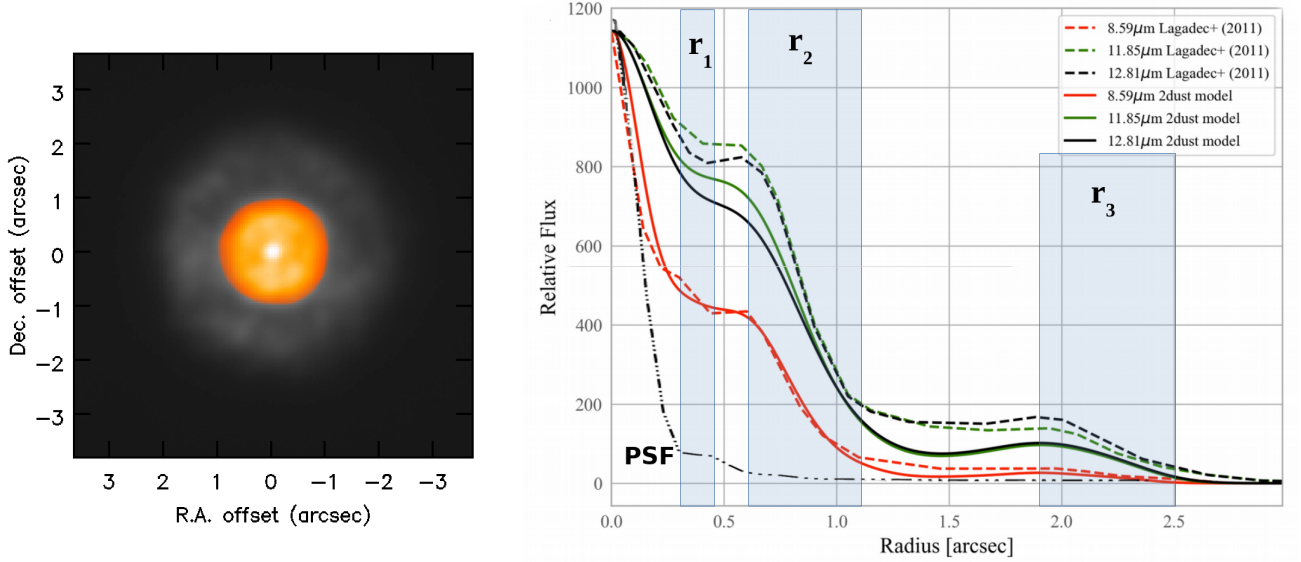 3
2
1
0
−1
−2
−3
Dec. offset (arcsec)
3 2 1 0 −1 −2 −3
R.A. offset (arcsec)
1200
1000
800
600
400
200
0
Relative Flux
r1
r2
r3
PSF
8.59μm Lagadec+ (2011)
11.85μm Lagadec+ (2011)
12.81μm Lagadec+ (2011)
8.59μm 2dust model
11.85μm 2dust model
12.81μm 2dust model
0.0 0.5 1.0 1.5 2.0 2.5
Radius [arcsec]